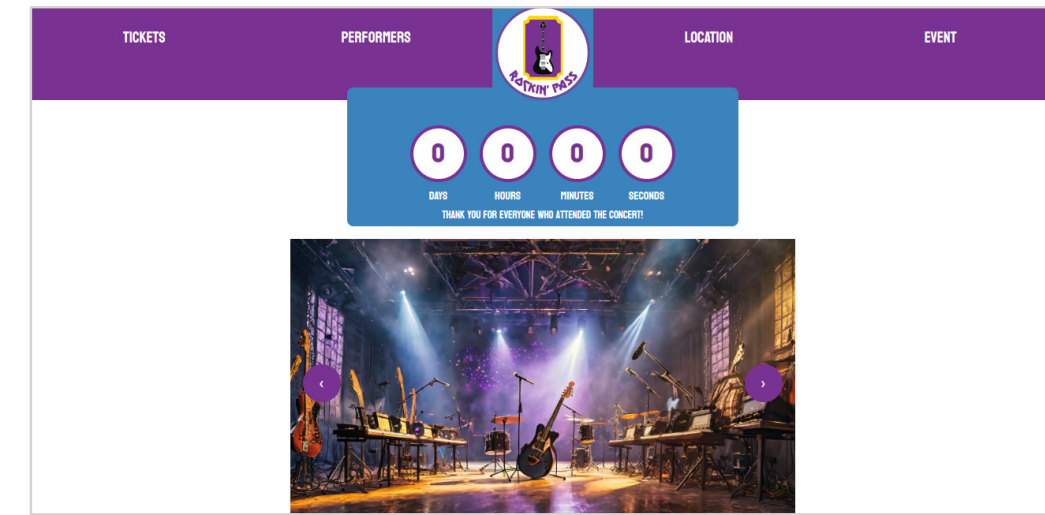 TICKETS
PERFORMERS
ROCKIN' PASS
LOCATION
EVENT
0
0
0
0
DAYS
HOURS
MINUTES
SECONDS
THANK YOU FOR EVERYONE WHO ATTENDED THE CONCERT!
‹
›